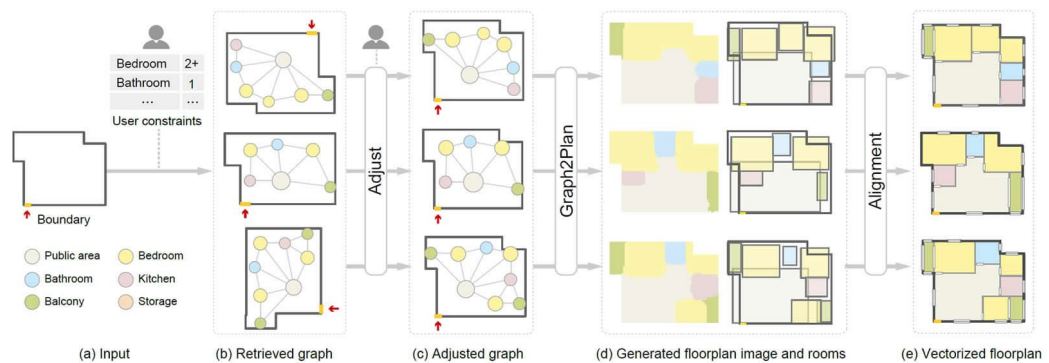 Bedroom 2+
Bathroom 1
... ...
User constraints
Boundary
Public area
Bedroom
Bathroom
Kitchen
Balcony
Storage
Adjust
Graph2Plan
Alignment
(a) Input
(b) Retrieved graph
(c) Adjusted graph
(d) Generated floorplan image and rooms
(e) Vectorized floorplan